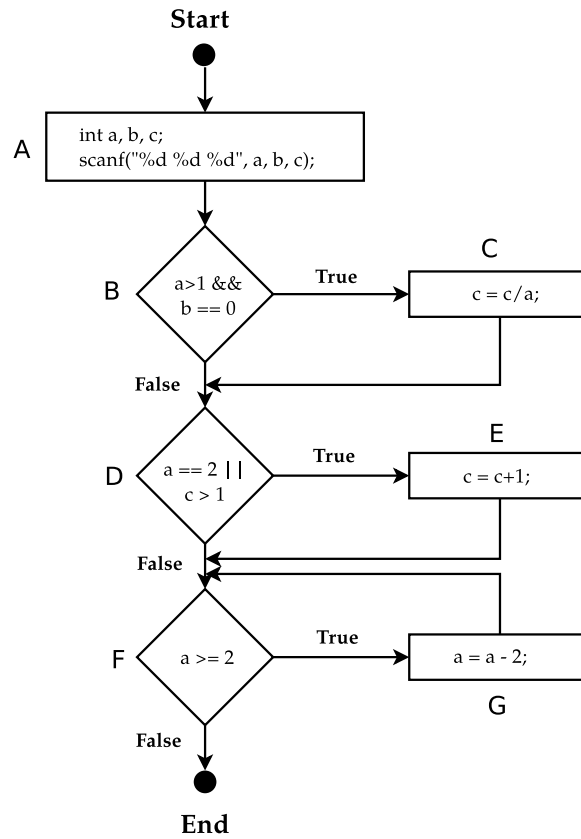 Start
A
int a, b, c;
scanf("%d %d %d", a, b, c);
B
a>1 &&
b == 0
True
C
c = c/a;
False
D
a == 2 ||
c > 1
True
E
c = c+1;
False
F
a >= 2
True
a = a - 2;
G
False
End